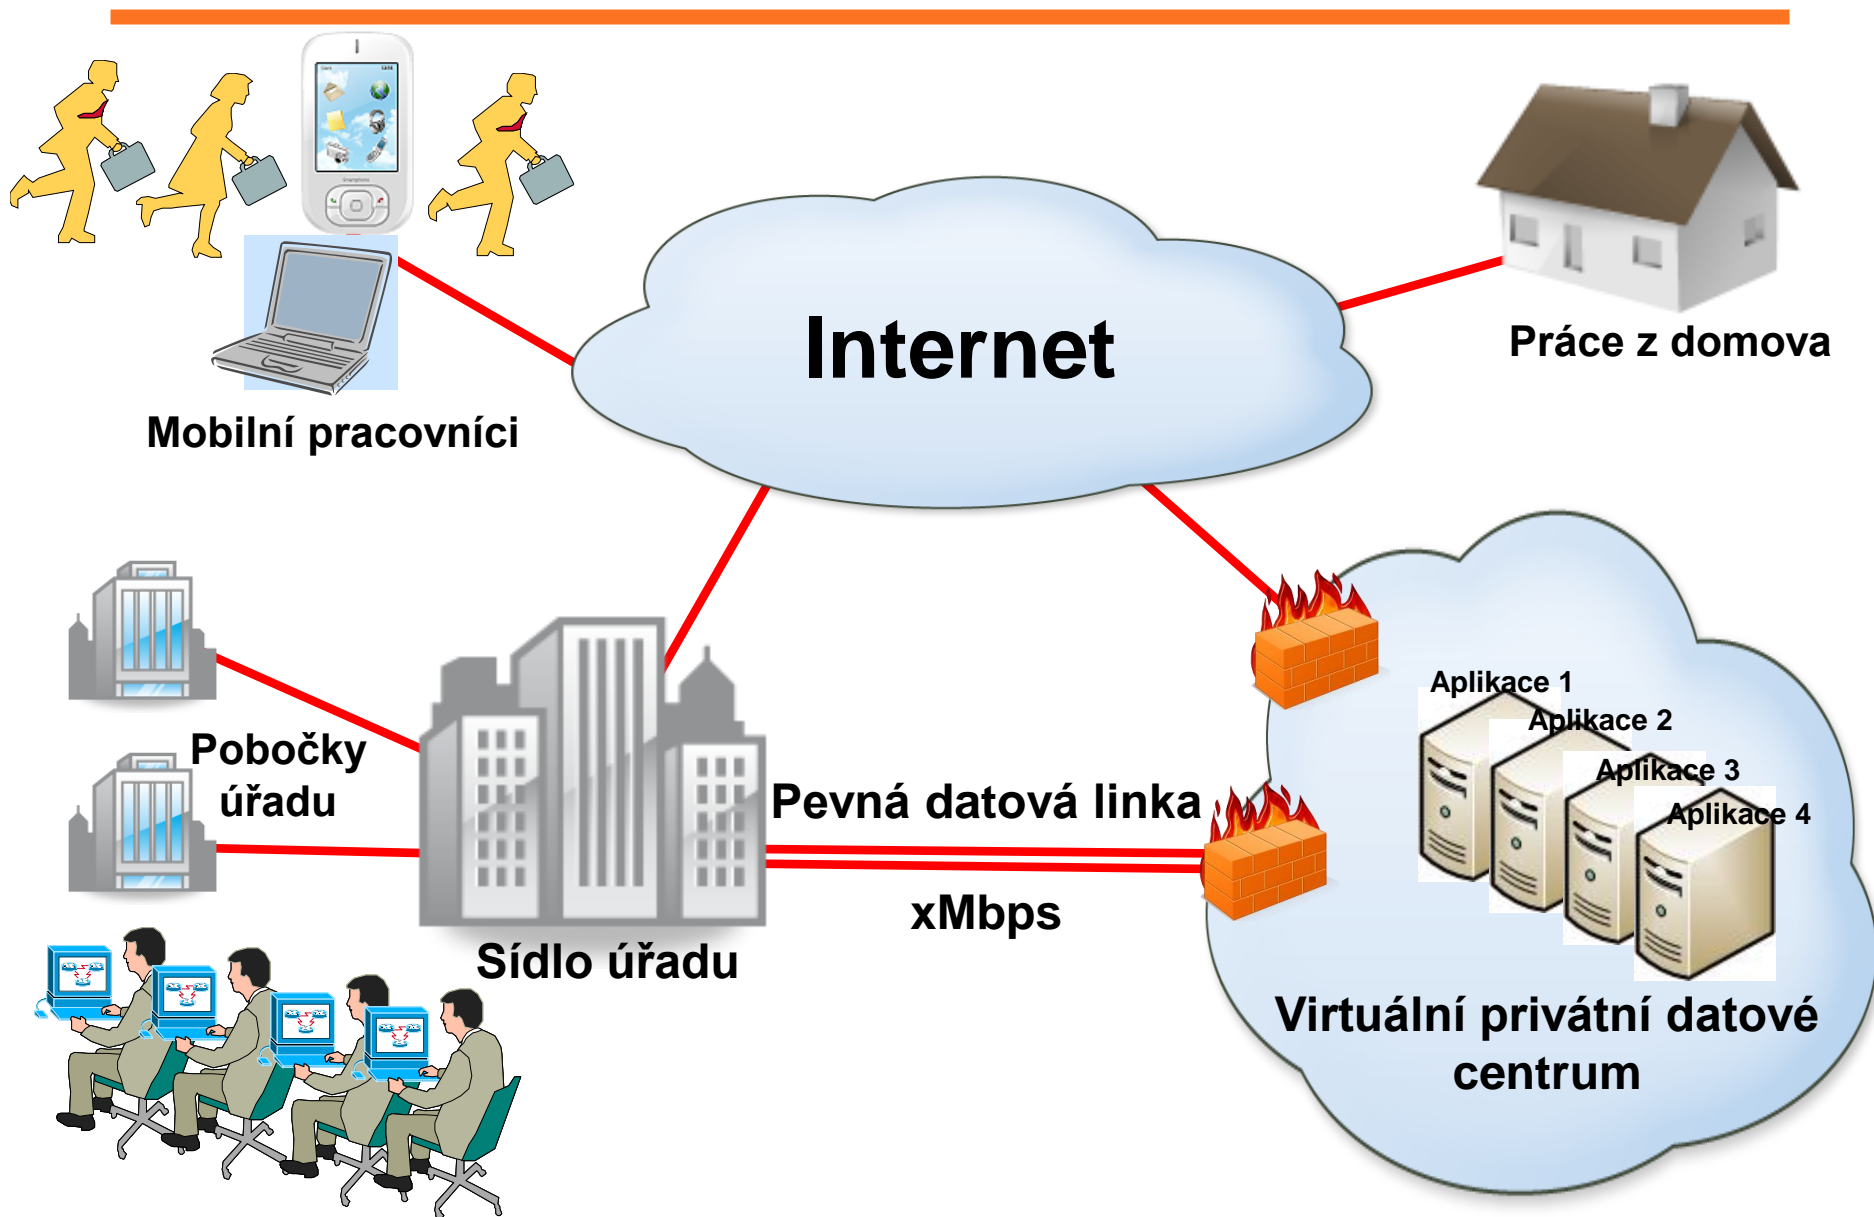 Internet
Práce z domova
Mobilní pracovníci
Aplikace 1
Aplikace 2
Aplikace 3
Aplikace 4
Pobočky
úřadu
Pevná datová linka
xMbps
Sídlo úřadu
Virtuální privátní datové
centrum